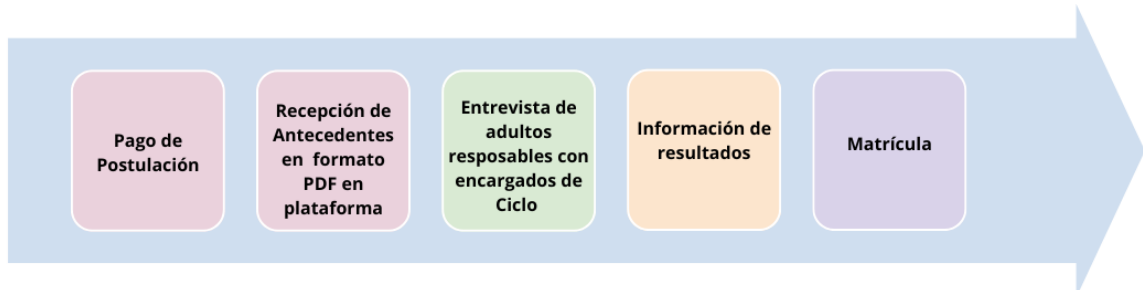 Pago de
Postulación
Recepción de
Antecedentes
en formato
PDF en
plataforma
Entrevista de
adultos
resposables con
encargados de
Ciclo
Información de
resultados
Matrícula